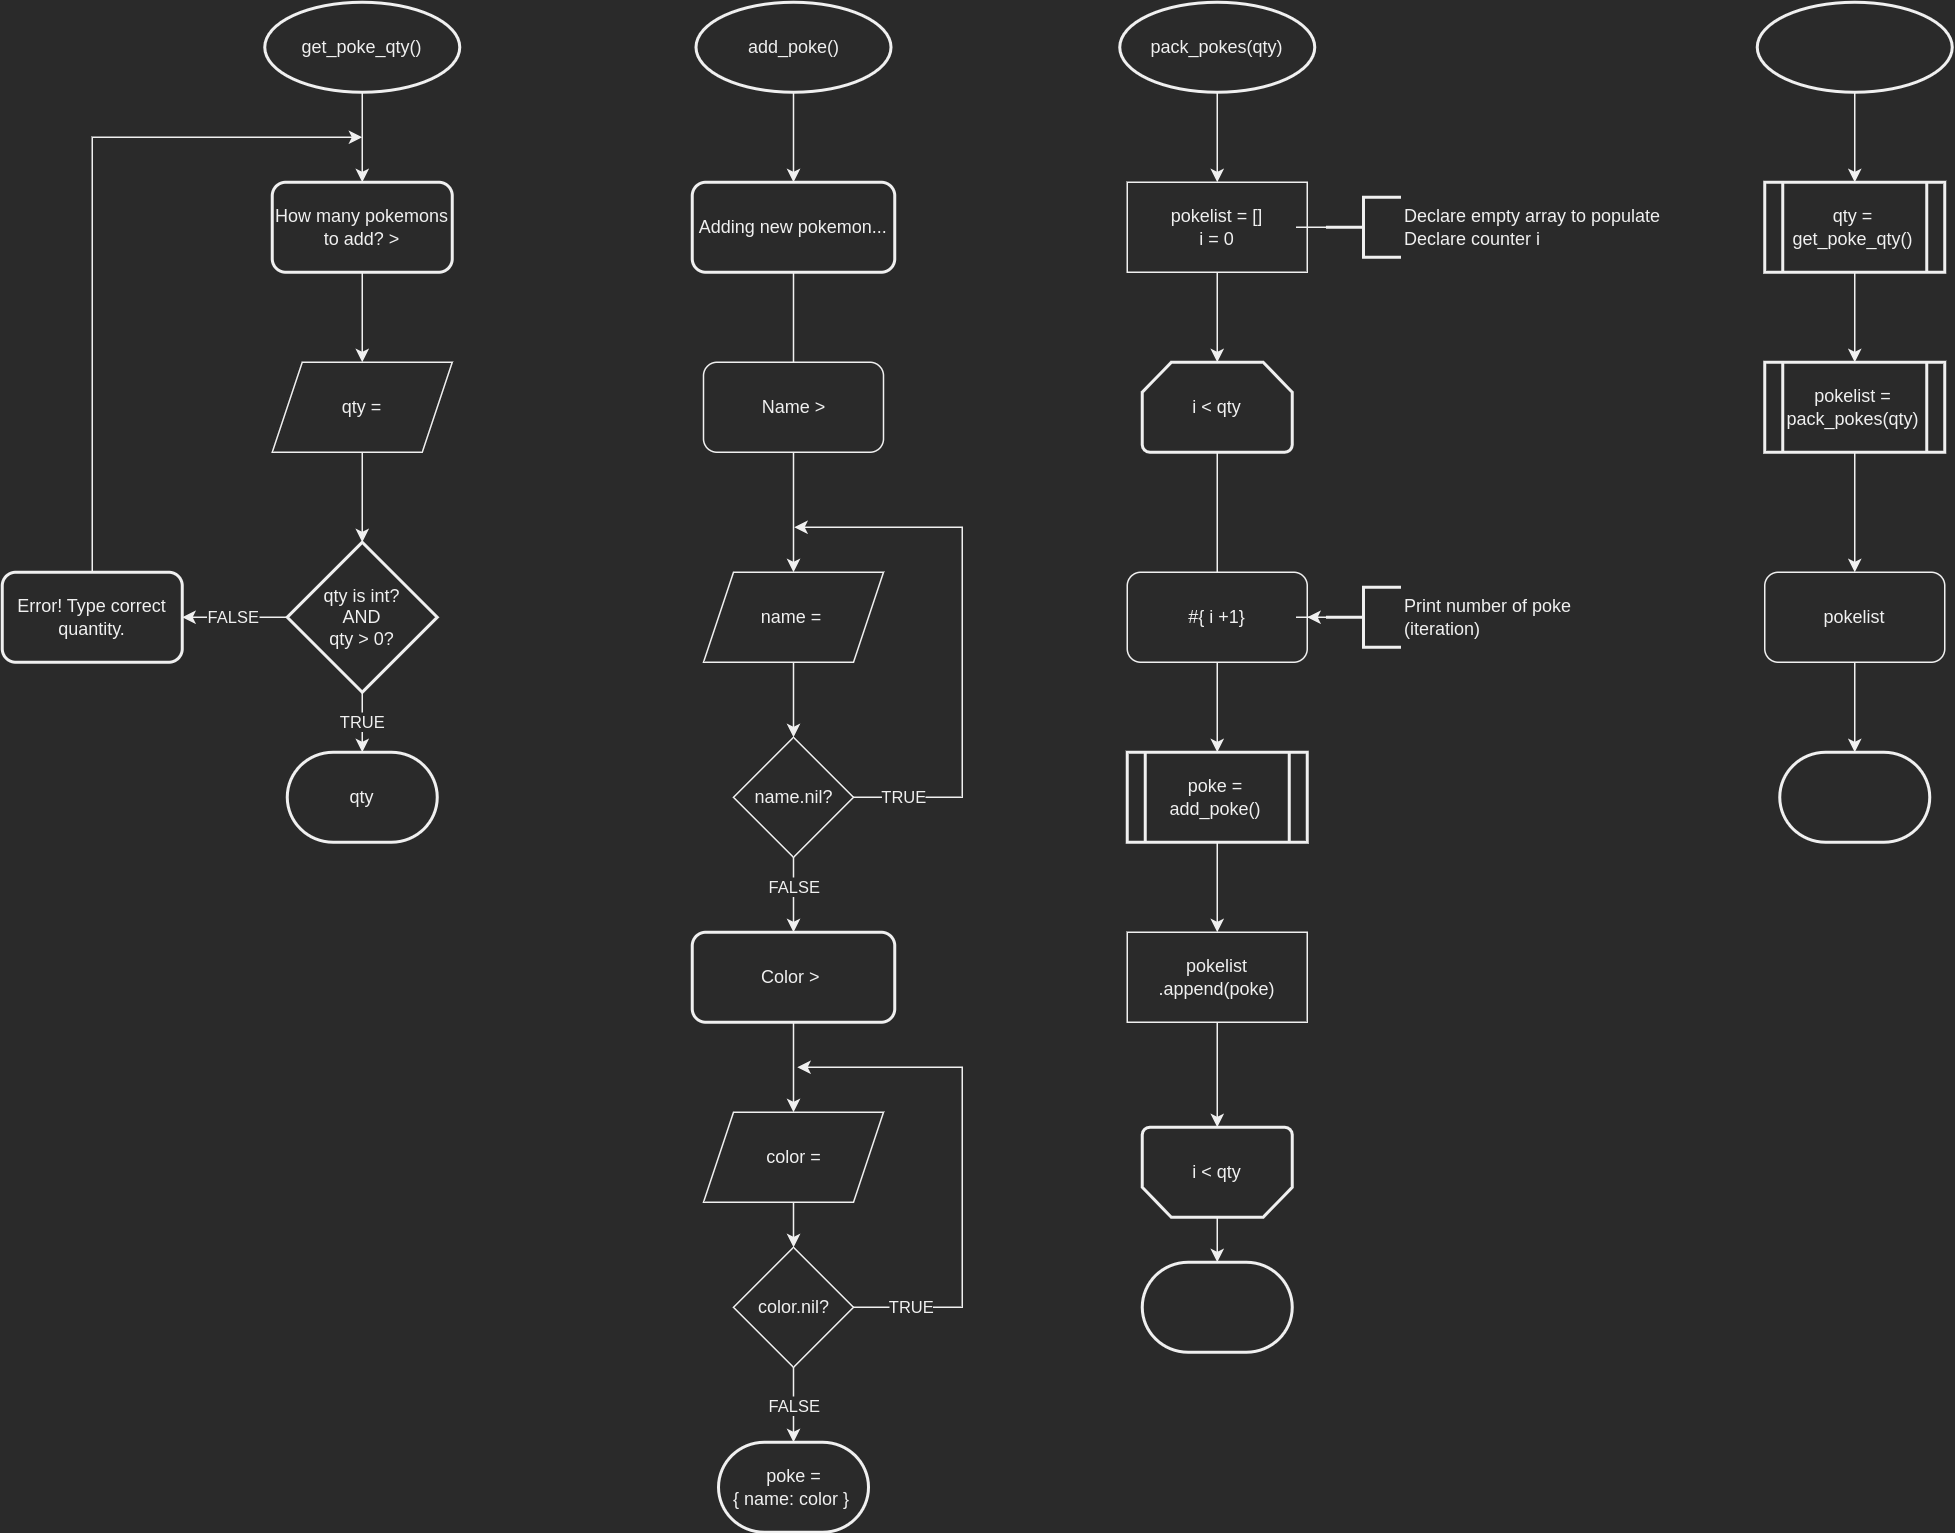 get_poke_qty()
How many pokemons
to add? >
qty =
qty is int?
AND
qty > 0?
FALSE
Error! Type correct
quantity.
TRUE
qty
add_poke()
Adding new pokemon...
Name >
name =
name.nil?
TRUE
FALSE
Color >
color =
color.nil?
TRUE
FALSE
poke =
{ name: color }
pack_pokes(qty)
pokelist = []
i = 0
Declare empty array to populate
Declare counter i
i < qty
#{ i +1}
Print number of poke
(iteration)
poke =
add_poke()
pokelist
.append(poke)
i < qty
qty =
get_poke_qty()
pokelist =
pack_pokes(qty)
pokelist